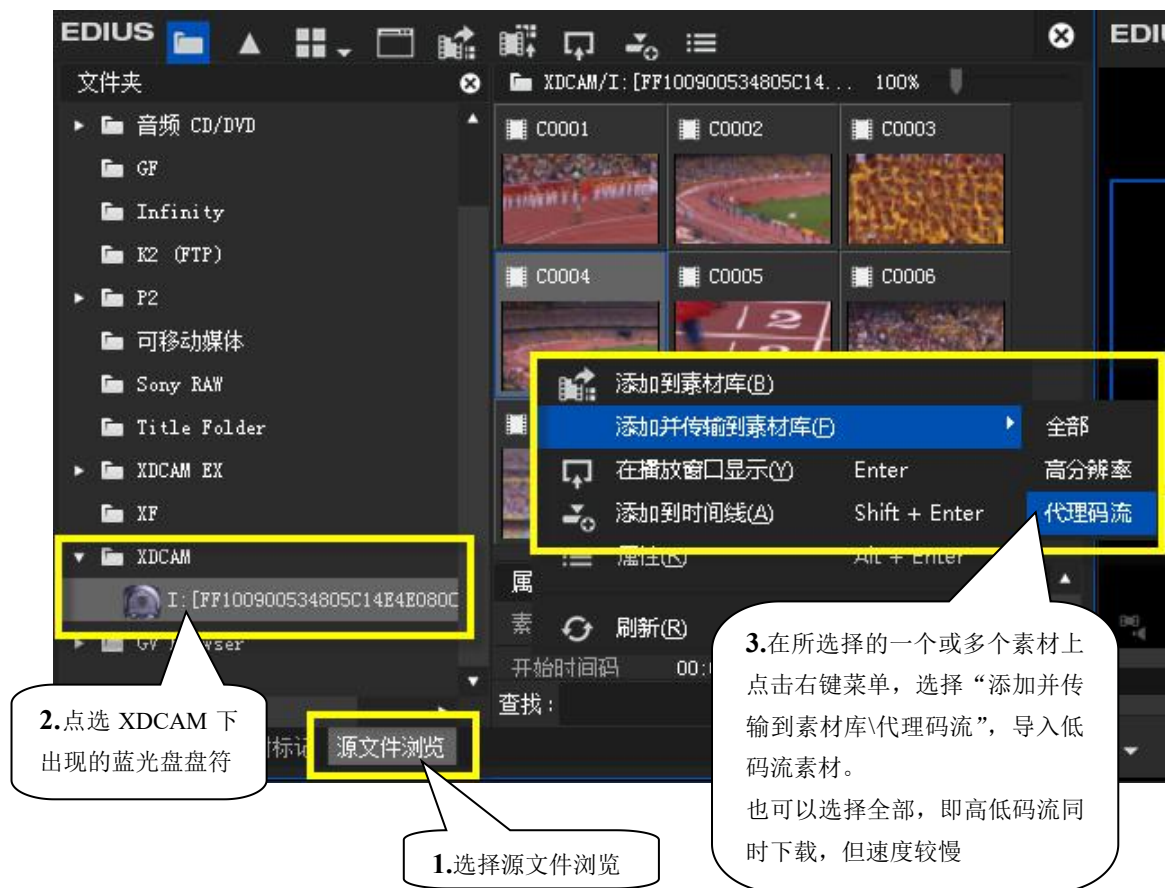 EDIUS
EDIU
文件夹
XDCAM/I:[FF100900534805C14... 100%
音频 CD/DVD
GF
Infinity
K2 (FTP)
P2
可移动媒体
Sony RAW
Title Folder
XDCAM EX
XF
XDCAM
I:[FF100900534805C14E4E080C
C0001
C0002
C0003
C0004
C0005
C0006
添加到素材库(B)
添加并传输到素材库(F)
全部
在播放窗口显示(Y) Enter
高分辨率
添加到时间线(A) Shift + Enter
代理码流
属性(R) Alt + Enter
属
素
刷新(R)
开始时间码 00:
查找:
源文件浏览
2.点选 XDCAM 下
出现的蓝光盘盘符
1.选择源文件浏览
3.在所选择的一个或多个素材上
点击右键菜单,选择“添加并传
输到素材库\代理码流”,导入低
码流素材。
也可以选择全部,即高低码流同
时下载,但速度较慢